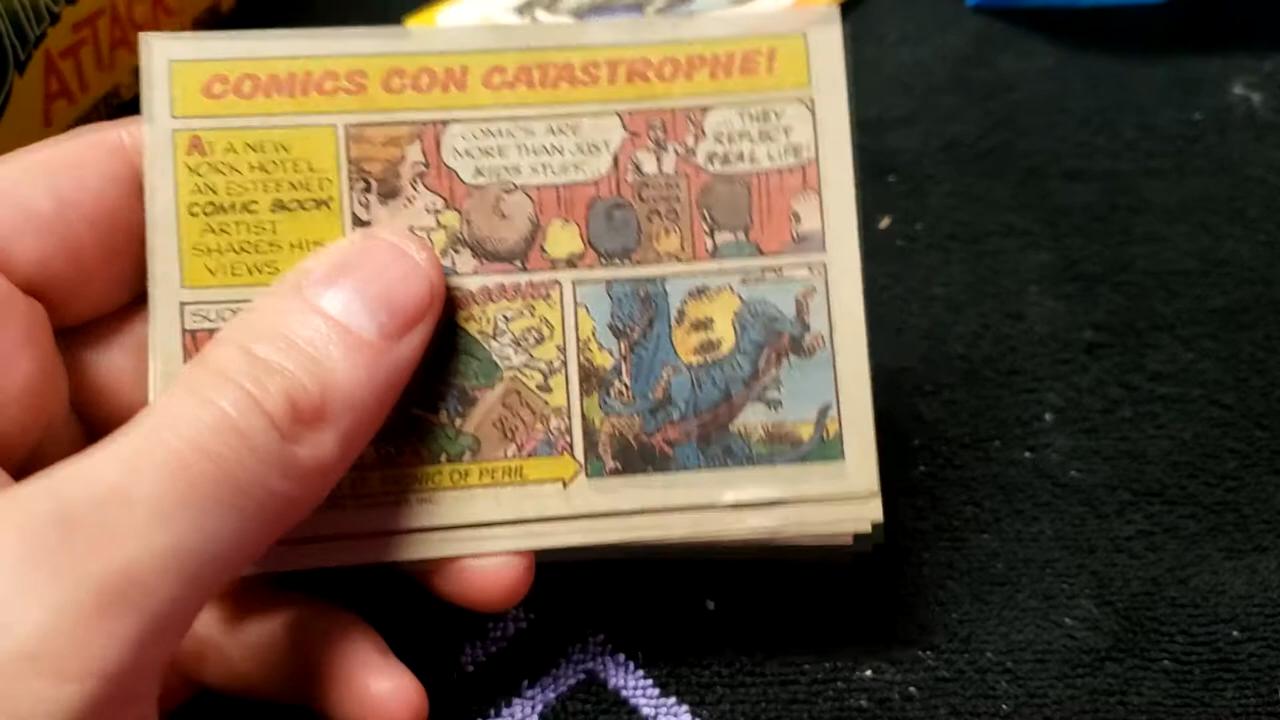 ATTACK
COMICS CON CATASTROPHE!
AT A NEW
YORK HOTEL,
AN ESTEEMED
COMIC BOOK
ARTIST
SHARES HIS
VIEWS
COMICS ARE
MORE THAN JUST
KIDS STUFF
...THEY
REFLECT
REAL LIFE!
OF PERIL